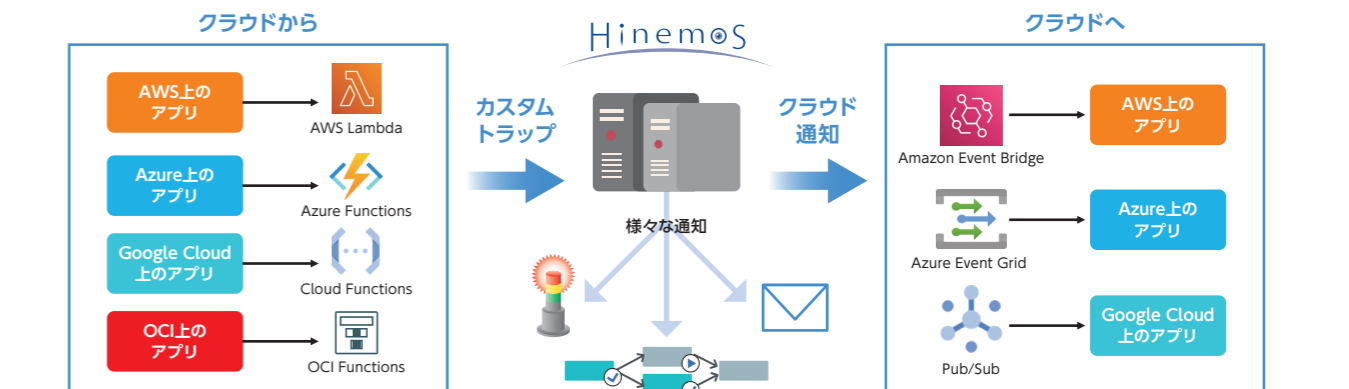 クラウドから
AWS上の
アプリ
AWS Lambda
Azure上の
アプリ
Azure Functions
Google Cloud
上のアプリ
Cloud Functions
OCI上の
アプリ
OCI Functions
カスタム
トラップ
Hinemos
様々な通知
クラウド
通知
クラウドへ
Amazon Event Bridge
AWS上の
アプリ
Azure Event Grid
Azure上の
アプリ
Pub/Sub
Google Cloud
上のアプリ